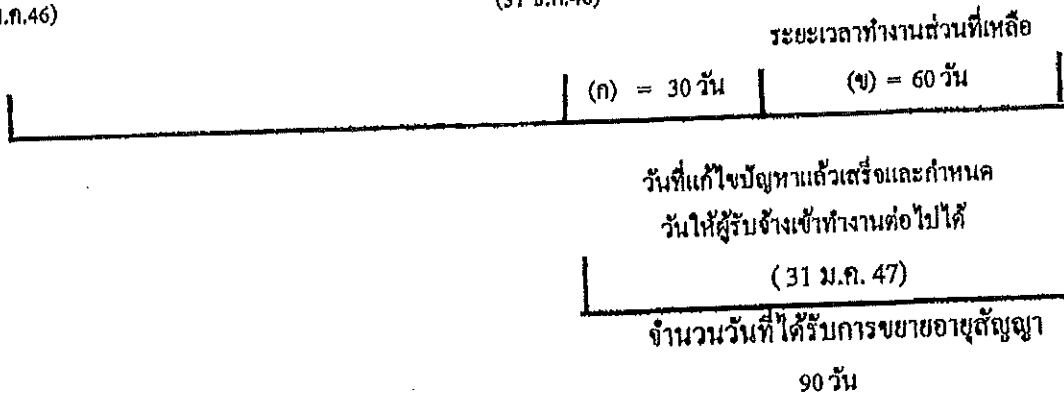 .ค.46)
ระยะเวลาทำงานส่วนที่เหลือ
(ก) = 30 วัน (ข) = 60 วัน
วันที่แก้ไขปัญหาแล้วเสร็จและกำหนด
วันให้ผู้รับจ้างเข้าทำงานต่อไปได้
( 31 ม.ค. 47)
จำนวนวันที่ได้รับการขยายอายุสัญญา
90 วัน